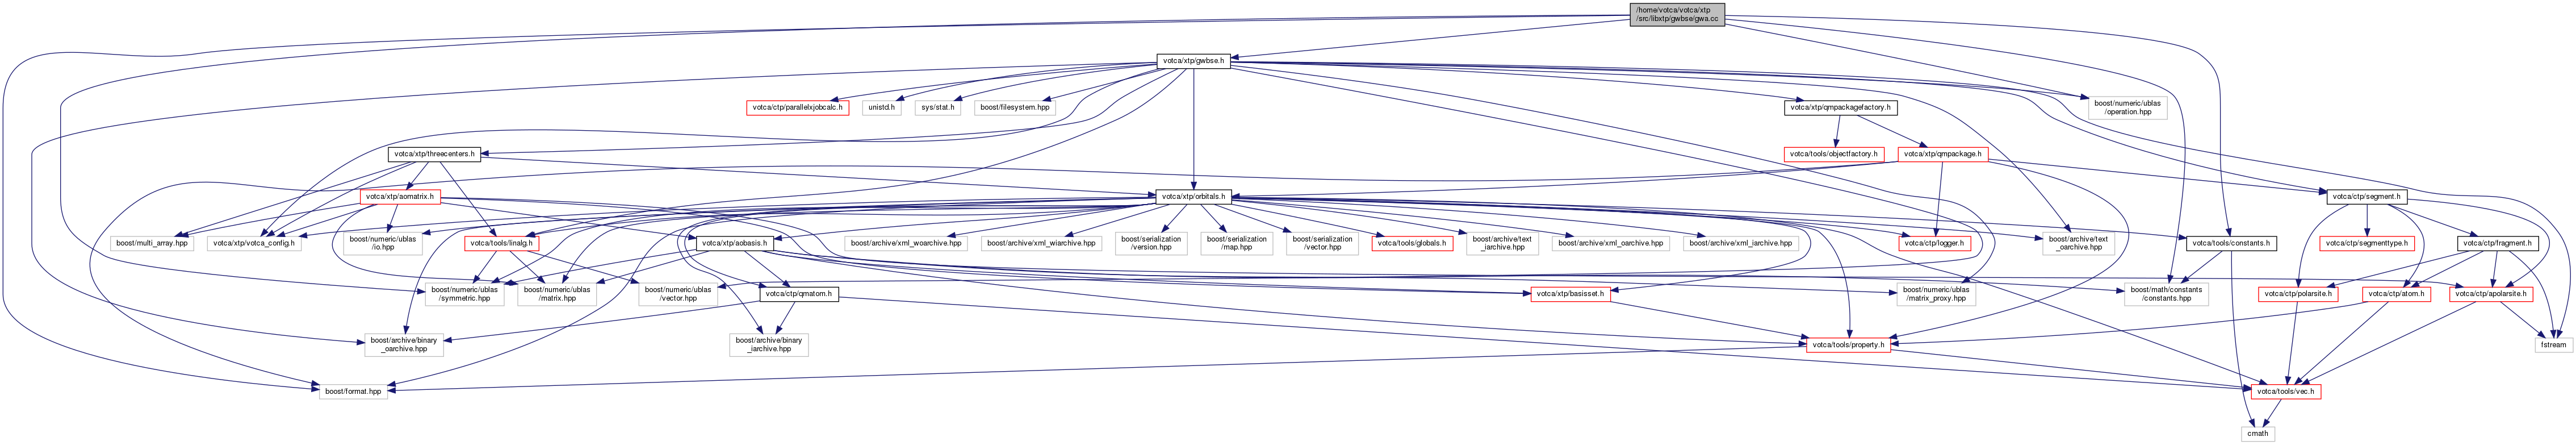 /home/votca/votca/xtp
/src/libxtp/gwbse/gwa.cc
votca/xtp/gwbse.h
votca/ctp/parallelxjobcalc.h
unistd.h
sys/stat.h
boost/filesystem.hpp
votca/xtp/qmpackagefactory.h
boost/numeric/ublas
/operation.hpp
votca/xtp/threecenters.h
votca/tools/objectfactory.h
votca/xtp/qmpackage.h
votca/xtp/aomatrix.h
votca/xtp/orbitals.h
votca/ctp/segment.h
boost/multi_array.hpp
votca/xtp/votca_config.h
boost/numeric/ublas
/io.hpp
votca/tools/linalg.h
votca/xtp/aobasis.h
boost/archive/xml_woarchive.hpp
boost/archive/xml_wiarchive.hpp
boost/serialization
/version.hpp
boost/serialization
/map.hpp
boost/serialization
/vector.hpp
votca/tools/globals.h
boost/archive/text
_iarchive.hpp
boost/archive/xml_oarchive.hpp
boost/archive/xml_iarchive.hpp
votca/ctp/logger.h
boost/archive/text
_oarchive.hpp
votca/tools/constants.h
votca/ctp/segmenttype.h
votca/ctp/fragment.h
boost/numeric/ublas
/symmetric.hpp
boost/numeric/ublas
/matrix.hpp
boost/numeric/ublas
/vector.hpp
votca/ctp/qmatom.h
votca/xtp/basisset.h
boost/numeric/ublas
/matrix_proxy.hpp
boost/math/constants
/constants.hpp
votca/ctp/polarsite.h
votca/ctp/atom.h
votca/ctp/apolarsite.h
boost/archive/binary
_oarchive.hpp
boost/archive/binary
_iarchive.hpp
votca/tools/property.h
fstream
boost/format.hpp
votca/tools/vec.h
cmath